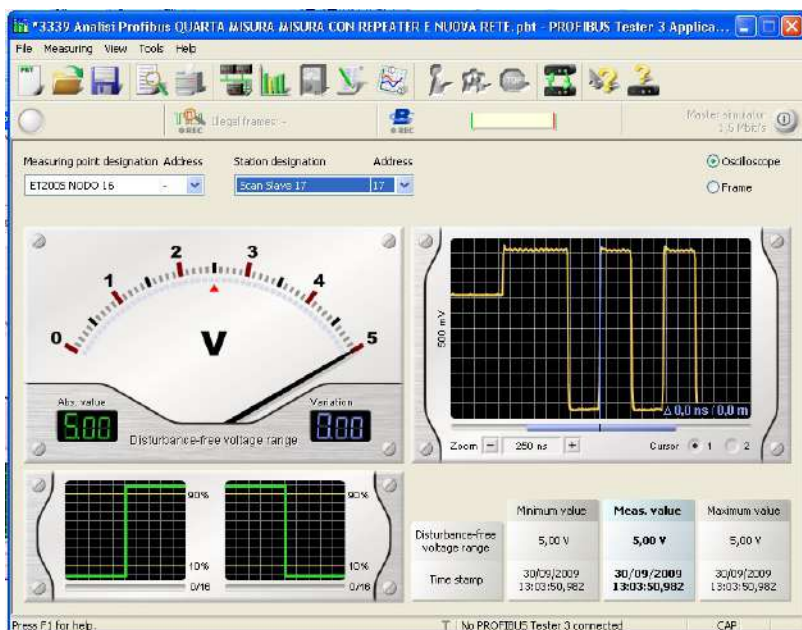 *3339 Analisi Profibus QUARTA MISURA MISURA CON REPEATER E NUOVA RETE.pbt - PROFIBUS Tester 3 Applica...
File Measuring View Tools Help
REC Illegal frames: -
REC
Master simulator
1,5 Mbit/s
Measuring point designation Address Station designation Address
ET200S NODO 16 - Scan Slave 17 17
Oscilloscope
Frame
0 1 2 3 4 5
V
Abs. value Variation
5.00 0.00
Disturbance-free voltage range
500 mV
Δ 0,0 ns / 0,0 m
Zoom - 250 ns + Cursor 1 2
90% 90%
10% 10%
0/16 0/16
Minimum value Meas. value Maximum value
Disturbance-free voltage range 5,00 V 5,00 V 5,00 V
Time stamp 30/09/2009 13:03:50,982 30/09/2009 13:03:50,982 30/09/2009 13:03:50,982
Press F1 for help. No PROFIBUS Tester 3 connected CAP